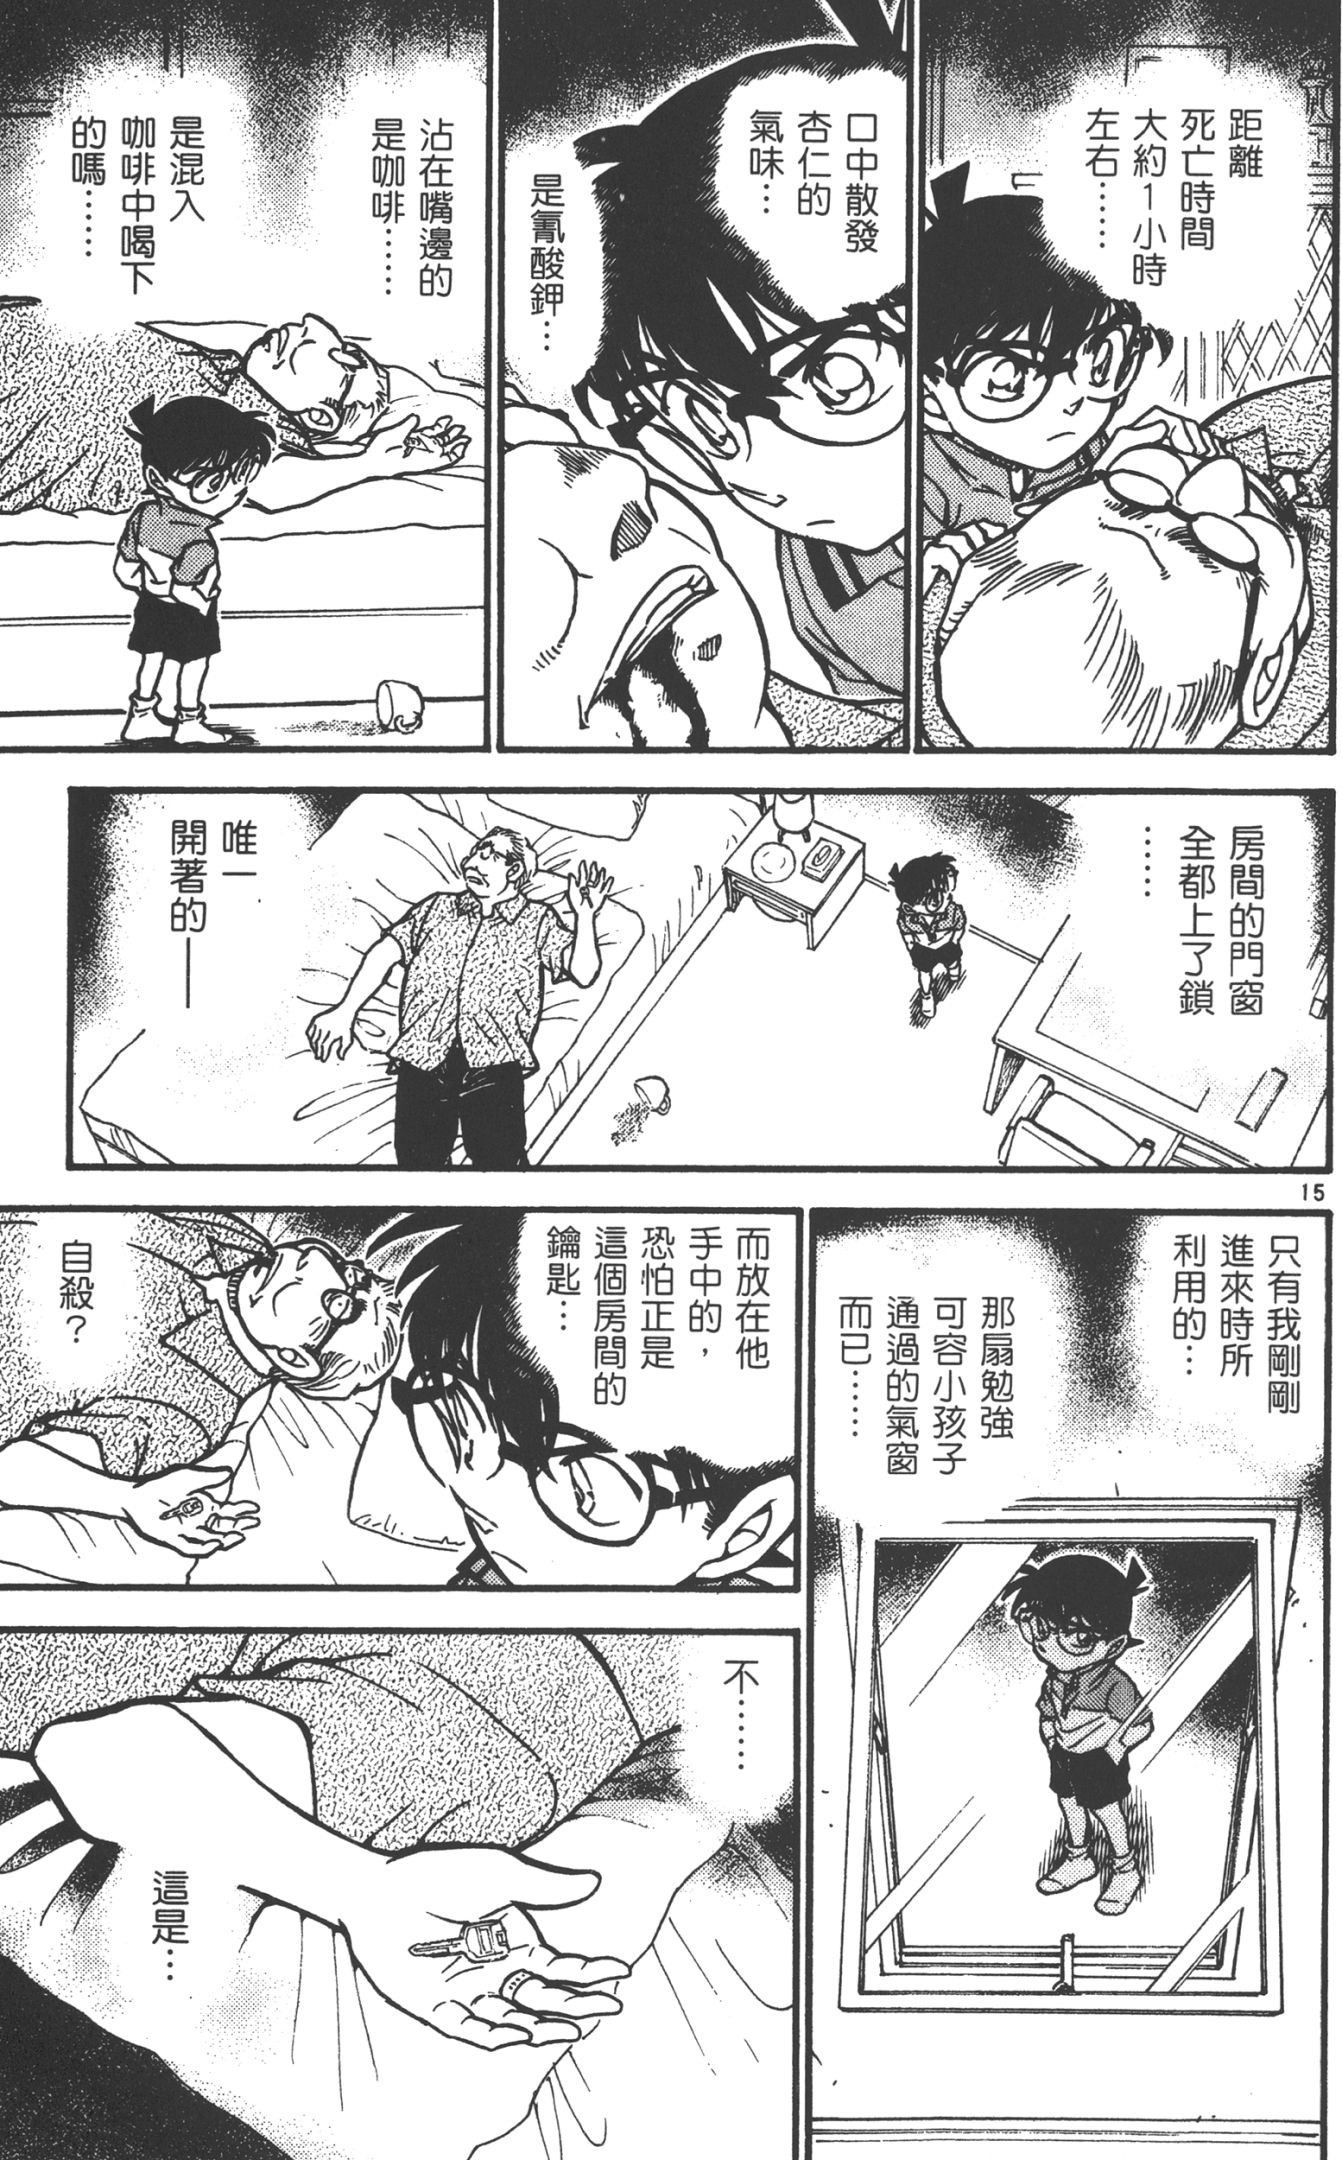 距離
死亡時間
大約1小時
左右……
口中散發
杏仁的
氣味…
是氰酸鉀…
沾在嘴邊的
是咖啡……
是混入
咖啡中喝下
的嗎……
房間的門窗
全都上了鎖
……
唯一
開著的——
15
只有我剛剛
進來時所
利用的…
那扇勉強
可容小孩子
通過的氣窗
而已……
而放在他
手中的，
恐怕正是
這個房間的
鑰匙…
自殺？
不……
這是…